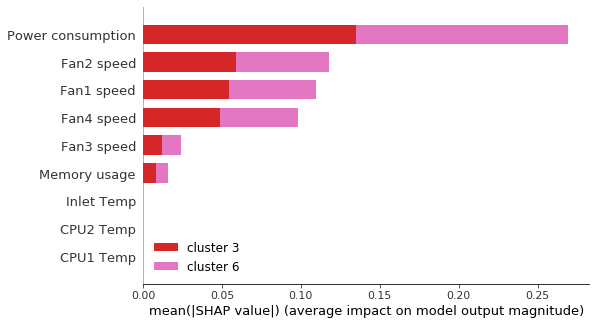 Power consumption
Fan2 speed
Fan1 speed
Fan4 speed
Fan3 speed
Memory usage
Inlet Temp
CPU2 Temp
CPU1 Temp
cluster 3
cluster 6
0.00 0.05 0.10 0.15 0.20 0.25
mean(|SHAP value|) (average impact on model output magnitude)